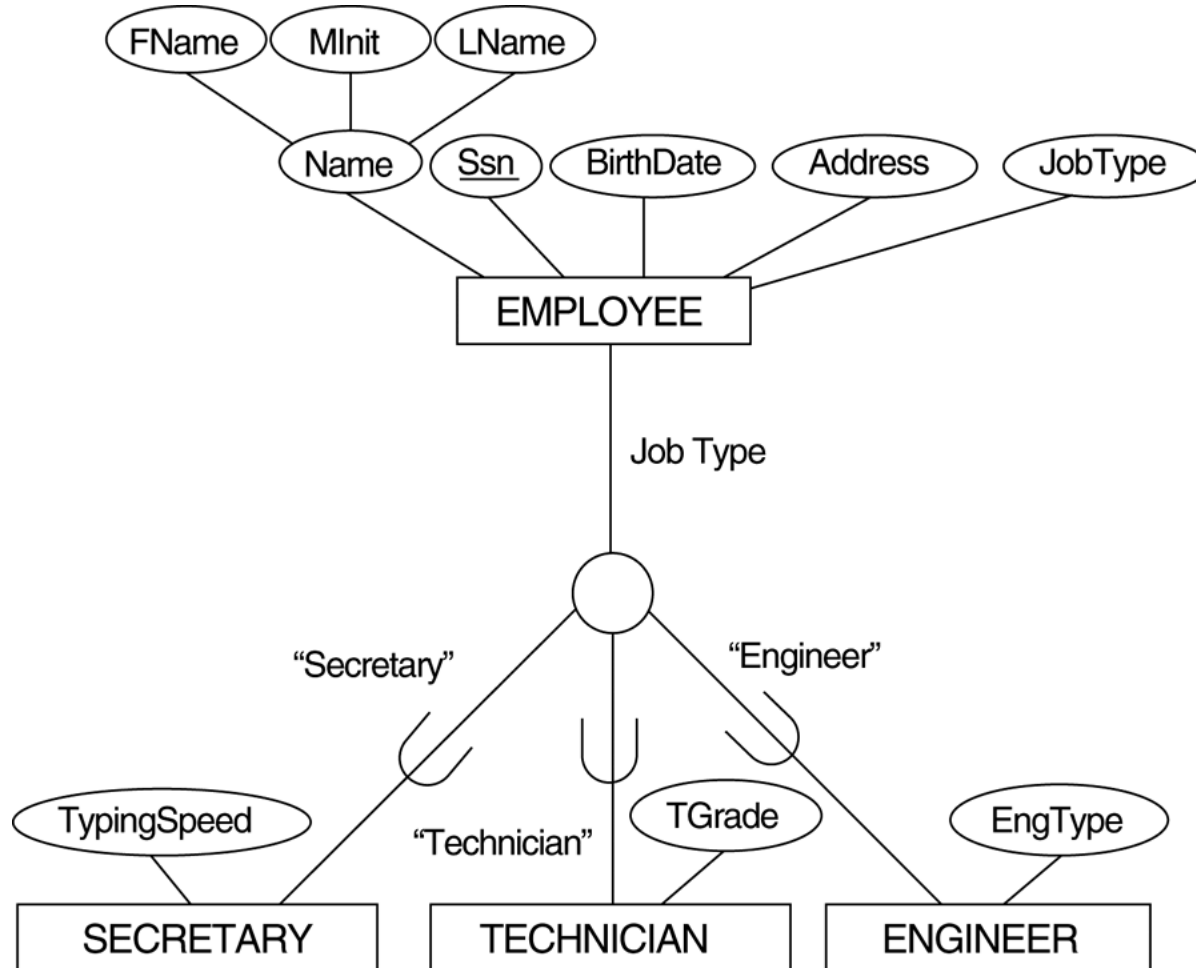 FName MInit LName
Name Ssn BirthDate Address JobType
EMPLOYEE
Job Type
“Secretary” “Engineer”
TypingSpeed “Technician” TGrade EngType
SECRETARY TECHNICIAN ENGINEER